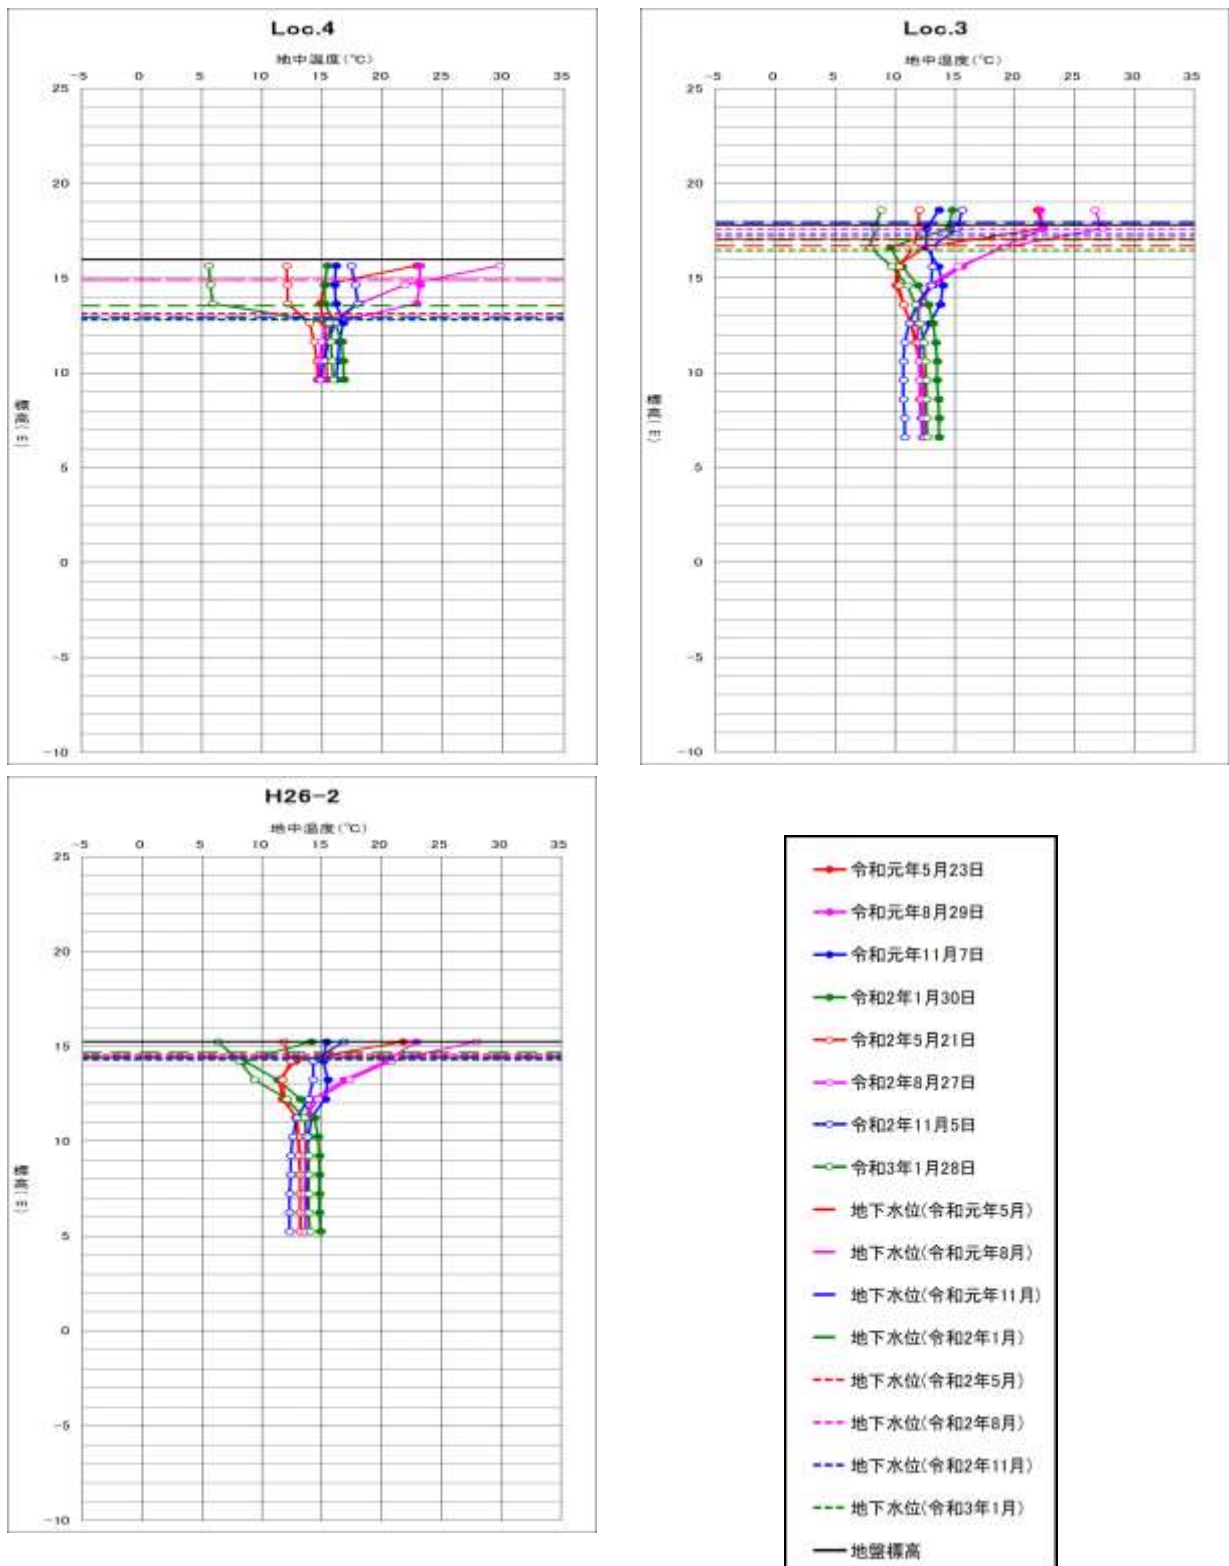 Loc.4
地中温度(℃)
-5 0 5 10 15 20 25 30 35
25
20
15
10
5
0
-5
-10
標高(m)
Loc.3
地中温度(℃)
-5 0 5 10 15 20 25 30 35
25
20
15
10
5
0
-5
-10
標高(m)
H26-2
地中温度(℃)
-5 0 5 10 15 20 25 30 35
25
20
15
10
5
0
-5
-10
標高(m)
令和元年5月23日
令和元年8月29日
令和元年11月7日
令和2年1月30日
令和2年5月21日
令和2年8月27日
令和2年11月5日
令和3年1月28日
地下水位(令和元年5月)
地下水位(令和元年8月)
地下水位(令和元年11月)
地下水位(令和2年1月)
地下水位(令和2年5月)
地下水位(令和2年8月)
地下水位(令和2年11月)
地下水位(令和3年1月)
地盤標高